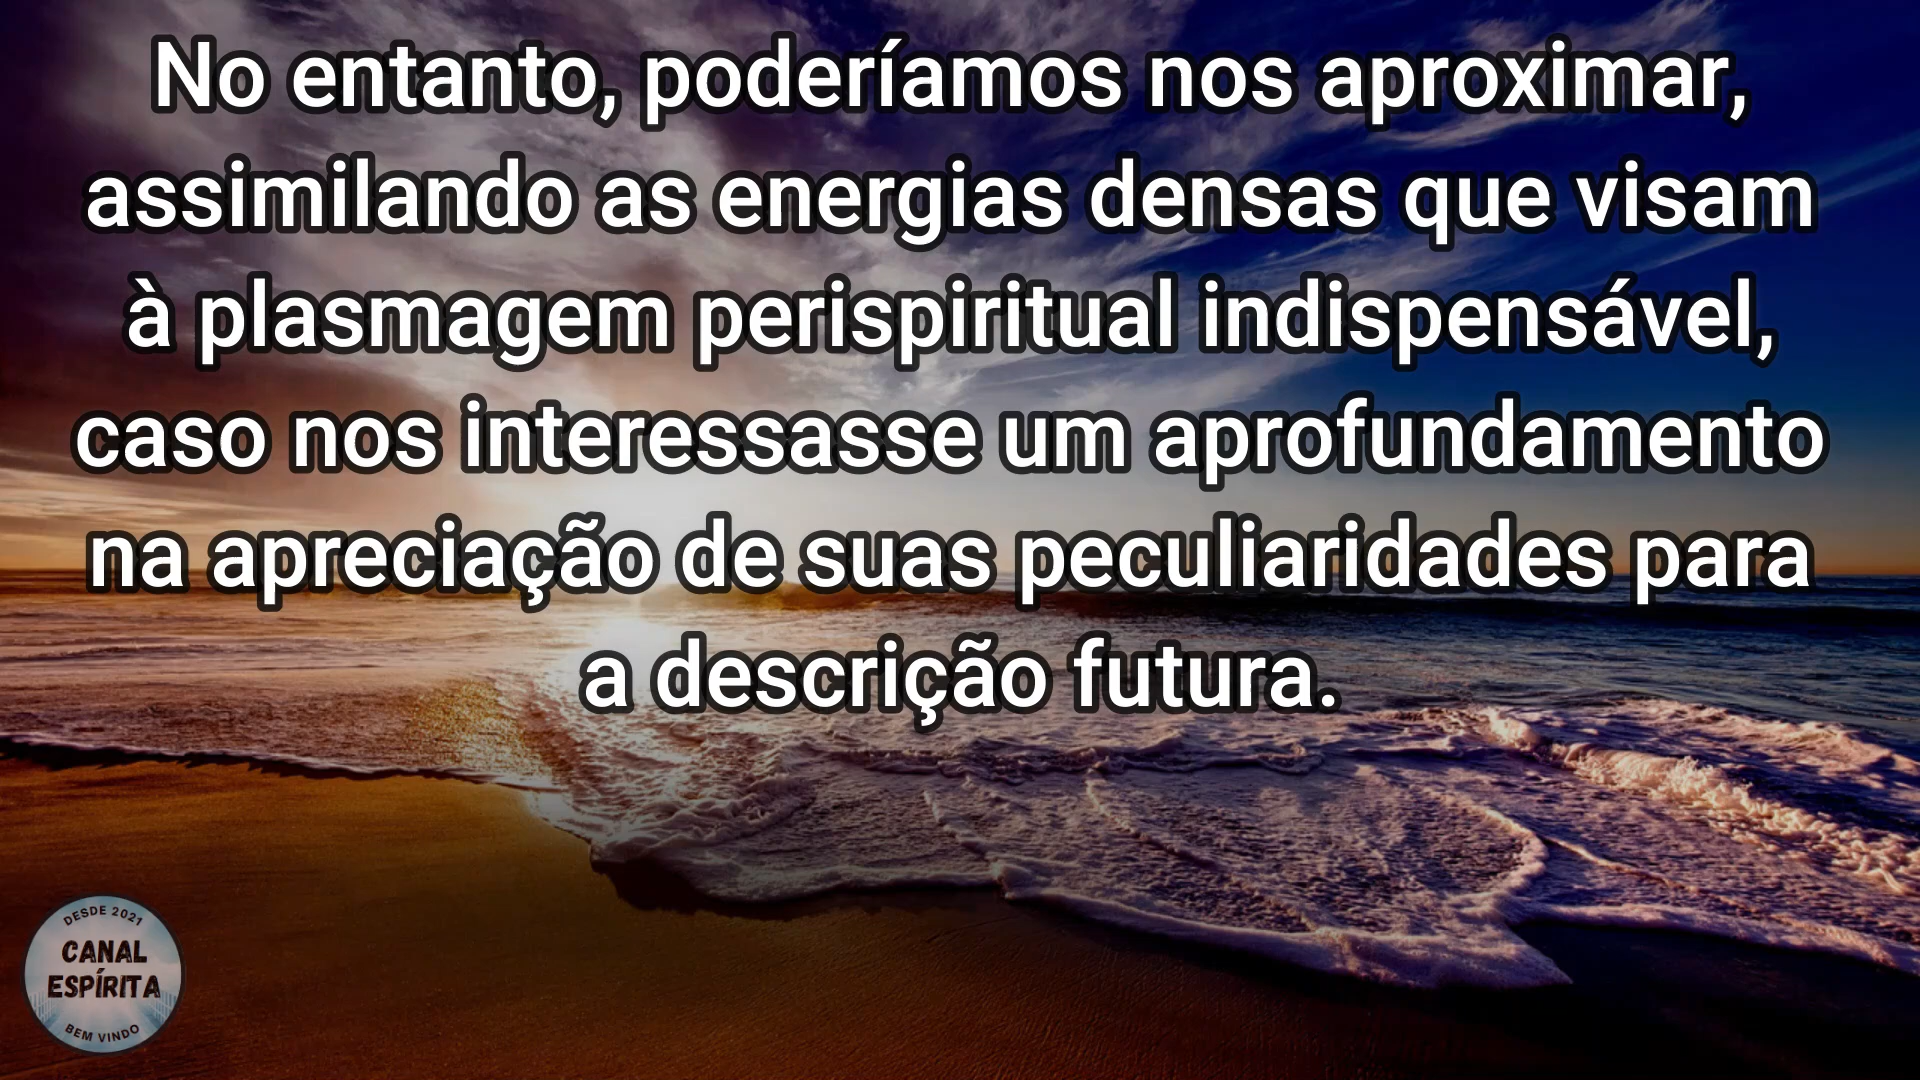 No entanto, poderíamos nos aproximar,
assimilando as energias densas que visam
à plasmagem perispiritual indispensável,
caso nos interessasse um aprofundamento
na apreciação de suas peculiaridades para
a descrição futura.
DESDE 2021
CANAL
ESPÍRITA
BEM VINDO